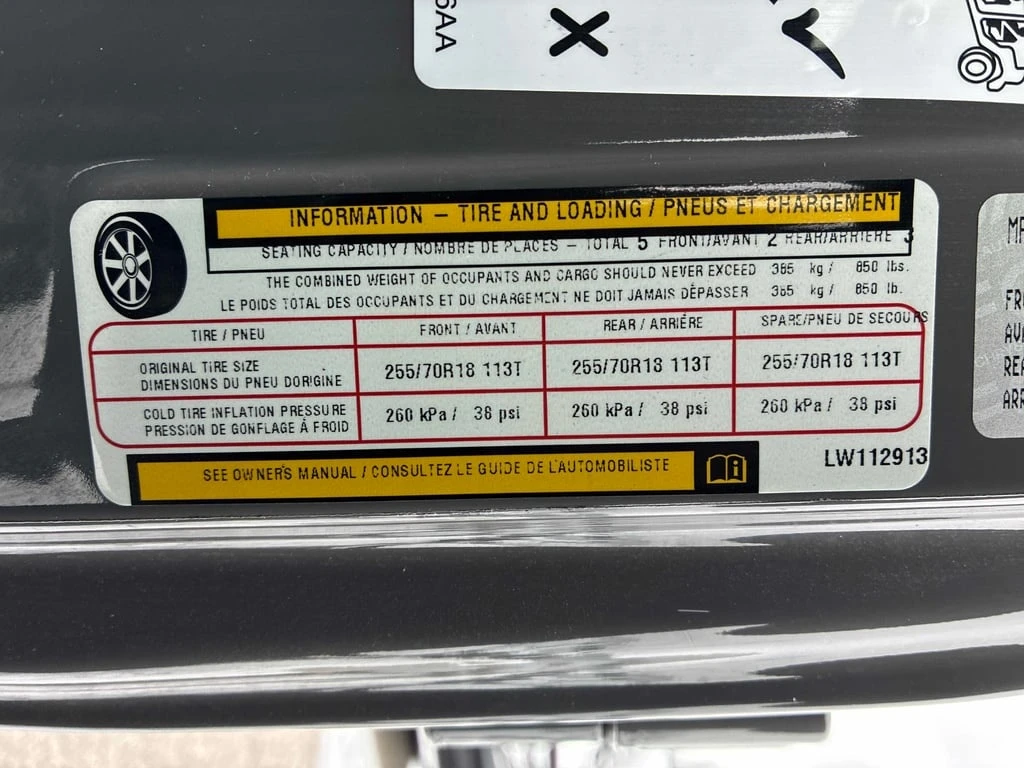 6AA
INFORMATION – TIRE AND LOADING / PNEUS ET CHARGEMENT
SEATING CAPACITY / NOMBRE DE PLACES – TOTAL 5 FRONT/AVANT 2 REAR/ARRIÈRE 3
THE COMBINED WEIGHT OF OCCUPANTS AND CARGO SHOULD NEVER EXCEED 385 kg / 850 lbs.
LE POIDS TOTAL DES OCCUPANTS ET DU CHARGEMENT NE DOIT JAMAIS DÉPASSER 385 kg / 850 lb.
TIRE / PNEU FRONT / AVANT REAR / ARRIÈRE SPARE/PNEU DE SECOURS
ORIGINAL TIRE SIZE
DIMENSIONS DU PNEU DORIGINE
255/70R18 113T 255/70R18 113T 255/70R18 113T
COLD TIRE INFLATION PRESSURE
PRESSION DE GONFLAGE À FROID
260 kPa / 38 psi 260 kPa / 38 psi 260 kPa / 38 psi
SEE OWNER'S MANUAL / CONSULTEZ LE GUIDE DE L'AUTOMOBILISTE
LW112913